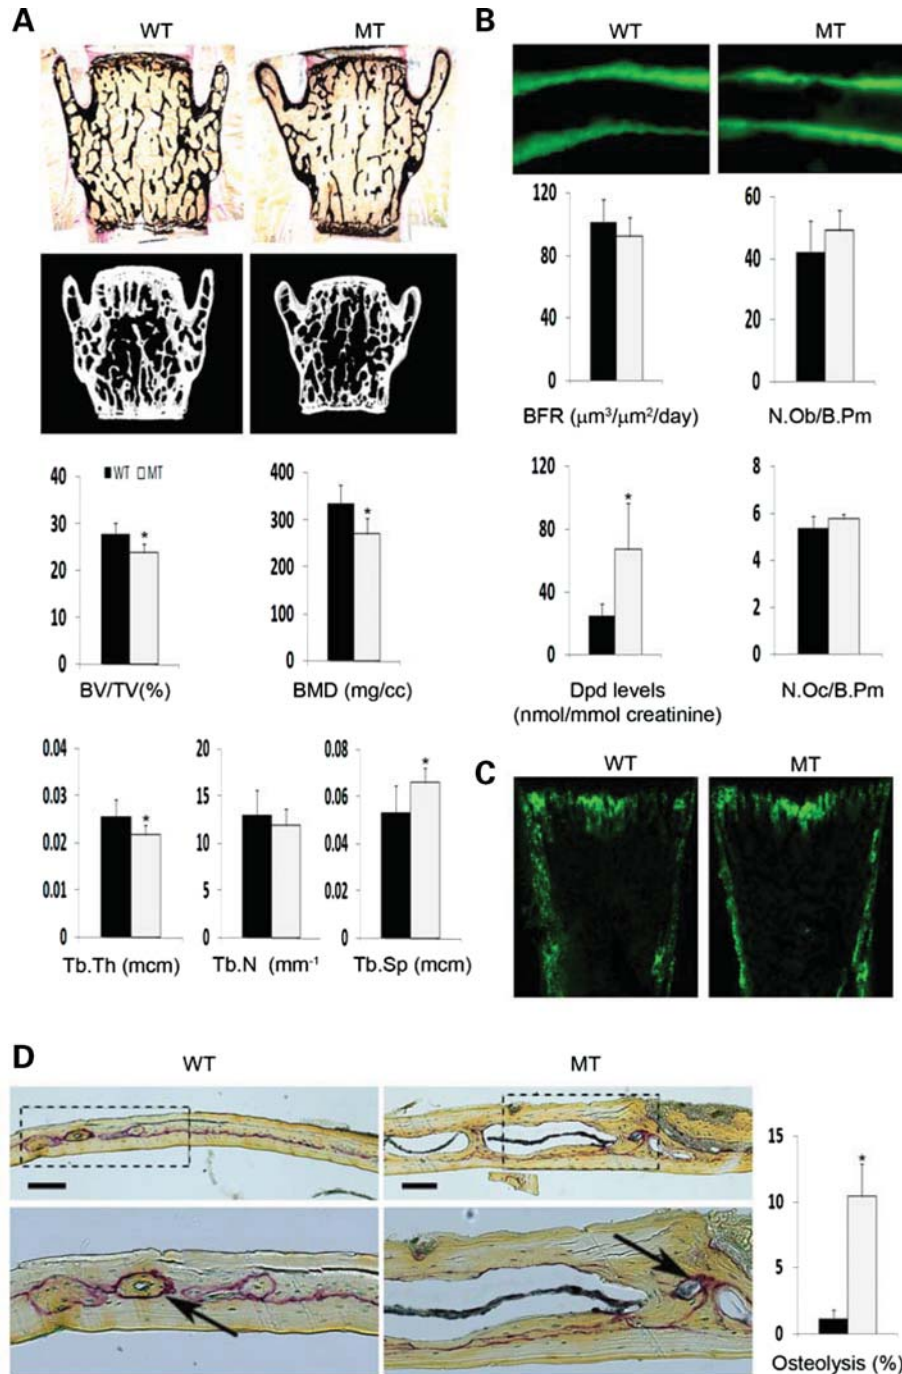 A
WT MT
40
30
20
10
0
WT MT
*
BV/TV(%)
400
300
200
100
0
*
BMD (mg/cc)
0.04
0.03
0.02
0.01
0
*
Tb.Th (mcm)
20
15
10
5
0
Tb.N (mm⁻¹
0.08
0.06
0.04
0.02
0
*
Tb.Sp (mcm)
B
WT MT
120
80
40
0
BFR (μm³/μm²/day)
60
40
20
0
N.Ob/B.Pm
120
80
40
0
*
Dpd levels
(nmol/mmol creatinine)
8
6
4
2
0
N.Oc/B.Pm
C
WT MT
D
WT MT
15
10
5
0
*
Osteolysis (%)